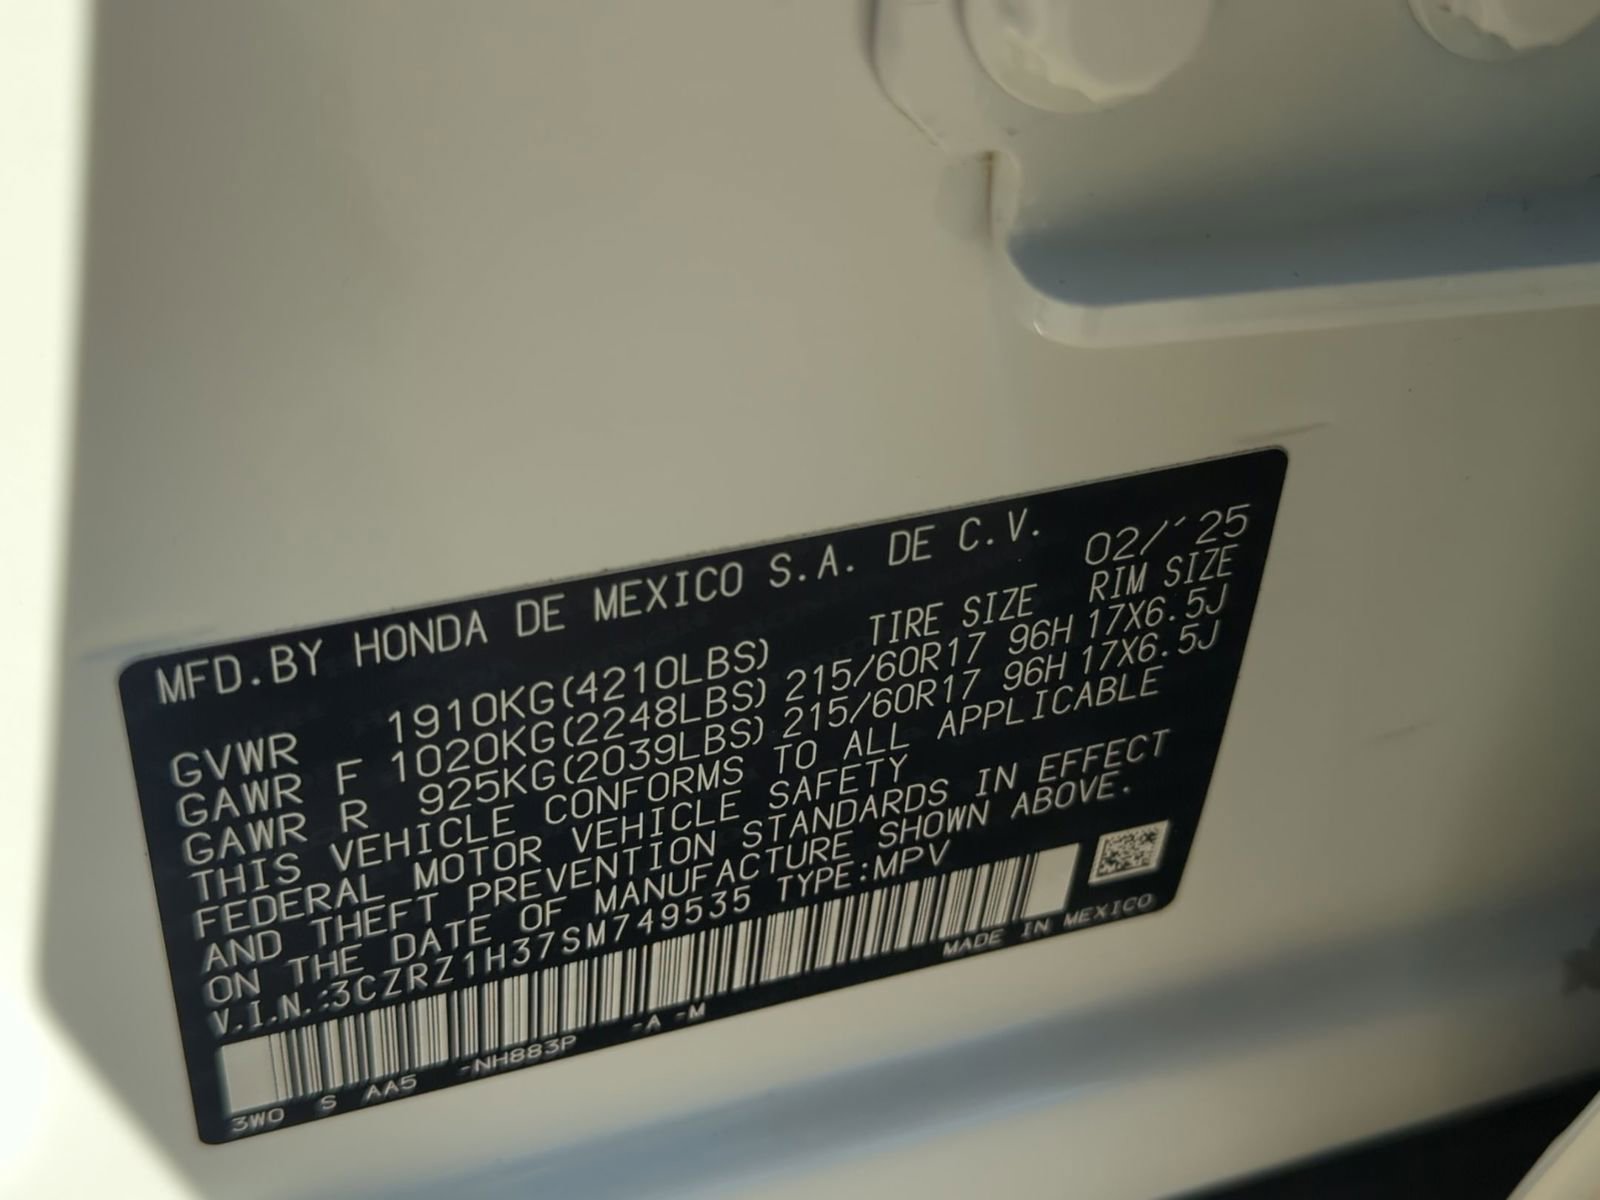 MFD.BY HONDA DE MEXICO S.A. DE C.V. 02/´25
TIRE SIZE RIM SIZE
GVWR 1910KG(4210LBS)
GAWR F 1020KG(2248LBS) 215/60R17 96H 17X6.5J
GAWR R 925KG(2039LBS) 215/60R17 96H 17X6.5J
THIS VEHICLE CONFORMS TO ALL APPLICABLE
FEDERAL MOTOR VEHICLE SAFETY
AND THEFT PREVENTION STANDARDS IN EFFECT
ON THE DATE OF MANUFACTURE SHOWN ABOVE.
V.I.N.:3CZRZ1H37SM749535 TYPE:MPV
MADE IN MEXICO
3W0 S AA5 -NH883P -A -M